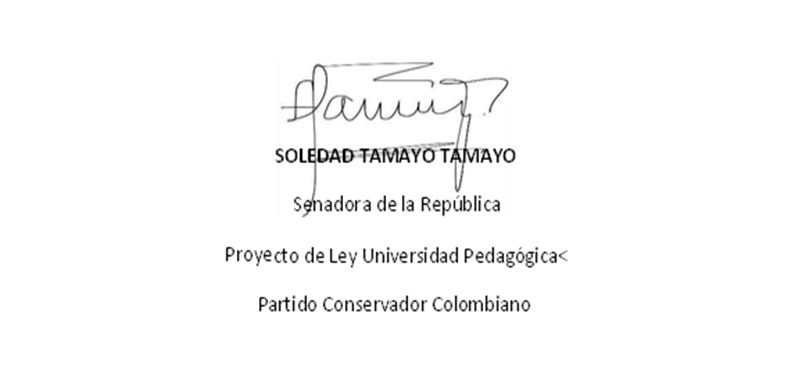 SOLEDAD TAMAYO TAMAYO
Senadora de la República
Proyecto de Ley Universidad Pedagógica<
Partido Conservador Colombiano